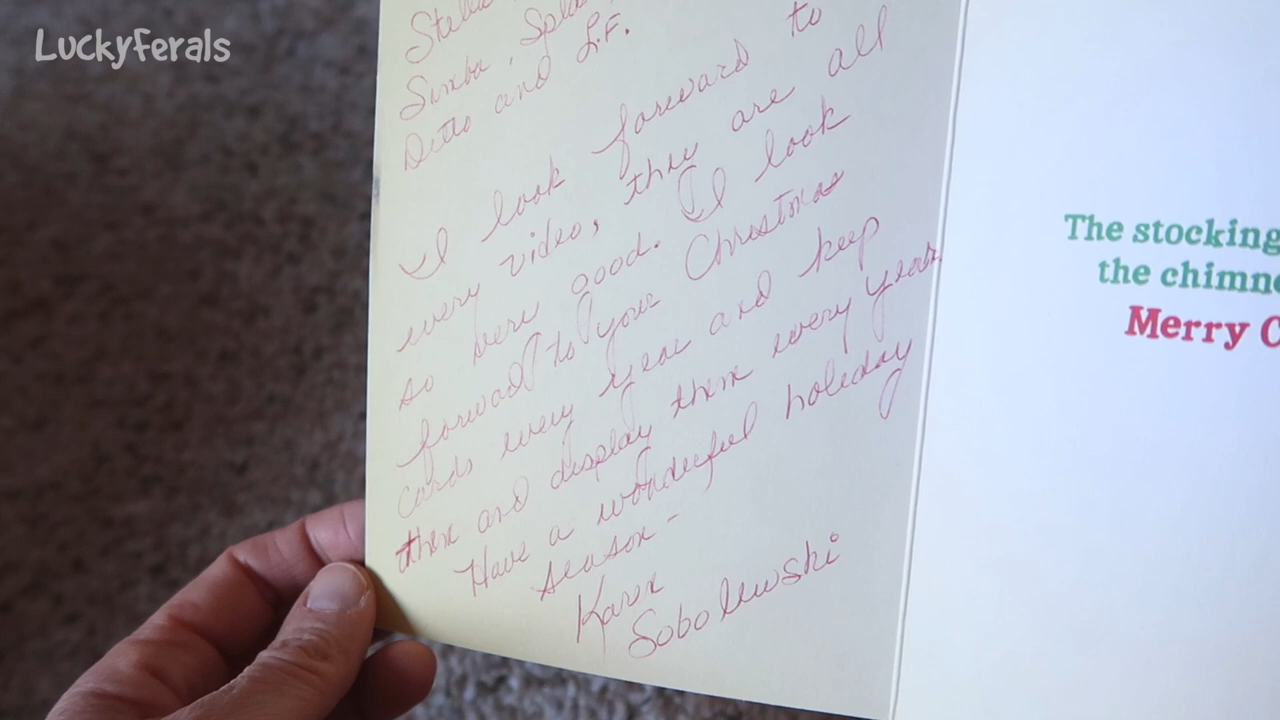 LuckyFerals
Stella
Simba, Spla
Ditto and L.F.
I look forward to
every video, they are all
so very good. I look
forward to your Christmas
cards every year and keep
them and display them every year.
Have a wonderful holiday
season -
Karen
Sobolewski
The stocking
the chimne
Merry C